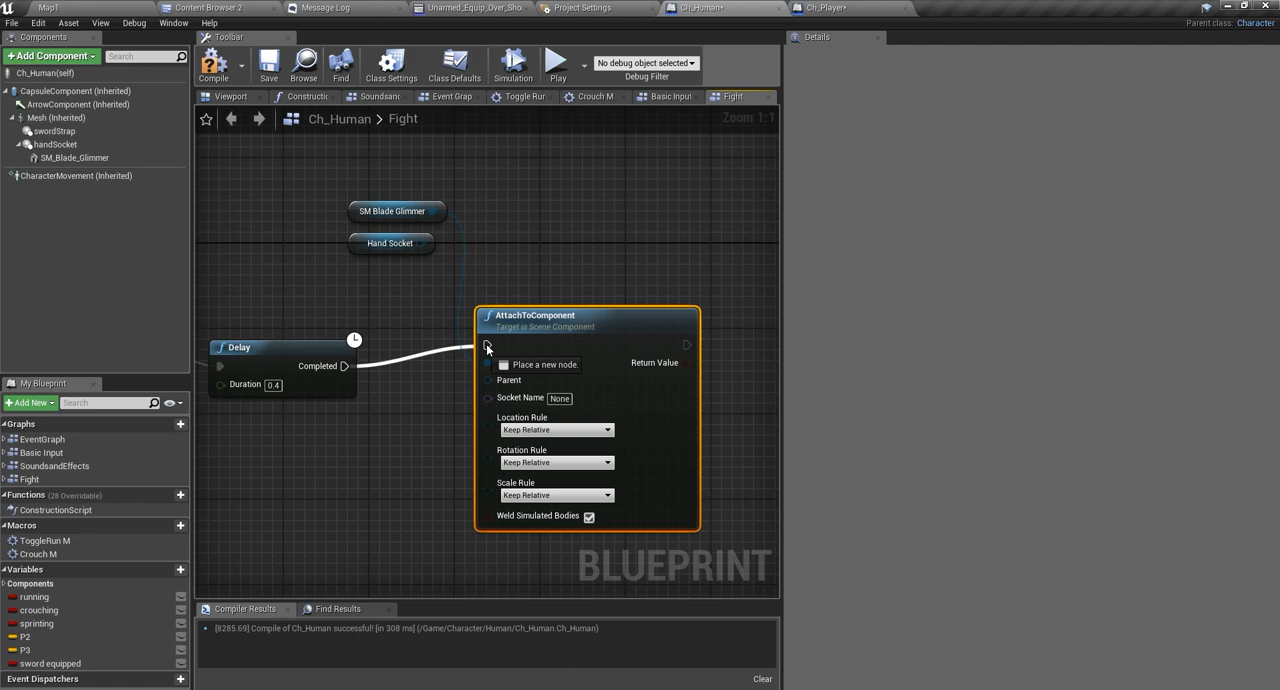 Map1
Content Browser 2
Message Log
Unarmed_Equip_Over_Sho
Project Settings
Ch_Human*
Ch_Player*
File Edit Asset View Debug Window Help
Parent class: Character
Components
+ Add Component
Search
Ch_Human(self)
CapsuleComponent (Inherited)
ArrowComponent (Inherited)
Mesh (Inherited)
swordStrap
handSocket
SM_Blade_Glimmer
CharacterMovement (Inherited)
Toolbar
Compile
Save
Browse
Find
Class Settings
Class Defaults
Simulation
Play
No debug object selected
Debug Filter
Viewport
Constructic
Soundsan
Event Grap
Toggle Rur
Crouch M
Basic Input
Fight
Ch_Human > Fight
Zoom 1:1
SM Blade Glimmer
Hand Socket
Delay
Completed
Duration 0.4
AttachToComponent
Target is Scene Component
Place a new node.
Return Value
Parent
Socket Name None
Location Rule
Keep Relative
Rotation Rule
Keep Relative
Scale Rule
Keep Relative
Weld Simulated Bodies
BLUEPRINT
My Blueprint
+ Add New
Search
Graphs
EventGraph
Basic Input
SoundsandEffects
Fight
Functions (28 Overridable)
ConstructionScript
Macros
ToggleRun M
Crouch M
Variables
Components
running
crouching
sprinting
P2
P3
sword equipped
Event Dispatchers
Compiler Results
Find Results
[8285.69] Compile of Ch_Human successful! [in 308 ms] (/Game/Character/Human/Ch_Human.Ch_Human)
Clear
Details